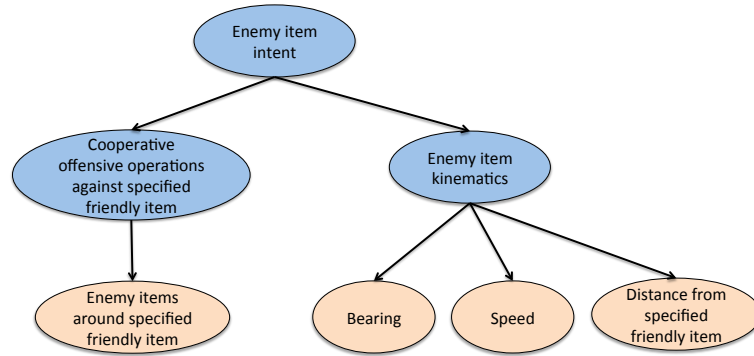 Enemy item
intent
Cooperative
offensive operations
against specified
friendly item
Enemy item
kinematics
Enemy items
around specified
friendly item
Bearing
Speed
Distance from
specified
friendly item